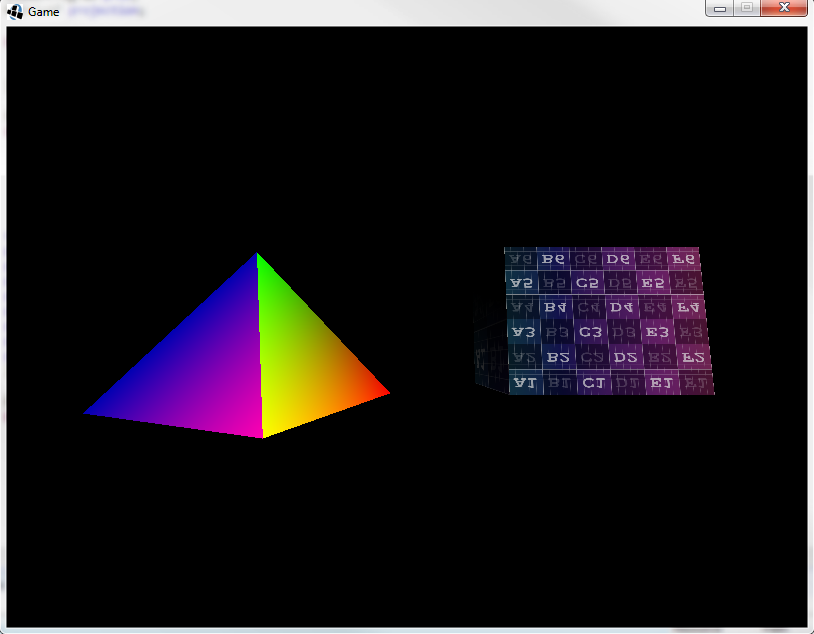 Game
A6 B6 C6 D6 E6 F6
A5 B5 C5 D5 E5 F5
A4 B4 C4 D4 E4 F4
A3 B3 C3 D3 E3 F3
A2 B2 C2 D2 E2 F2
A1 B1 C1 D1 E1 F1